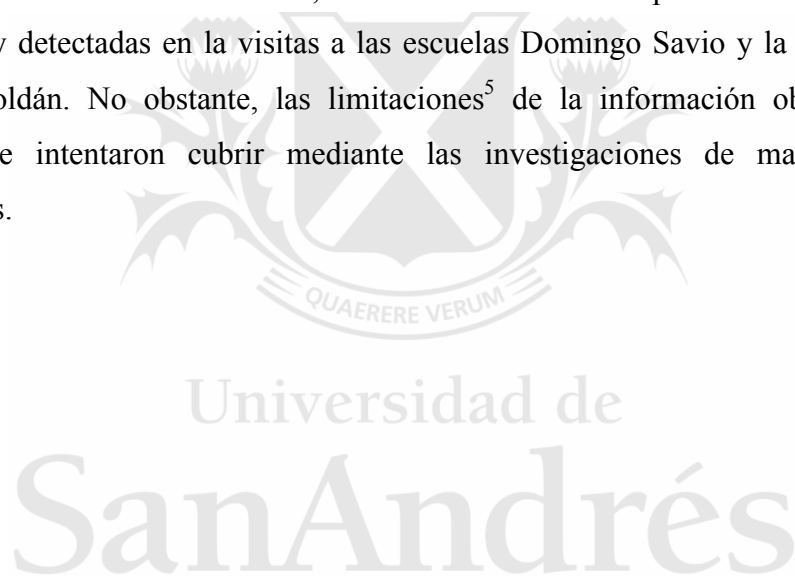 y detectadas en la visitas a las escuelas Domingo Savio y la
oldán. No obstante, las limitaciones⁵ de la información ob
e intentaron cubrir mediante las investigaciones de ma
s.
QUAERERE VERUM
Universidad de
SanAndrés